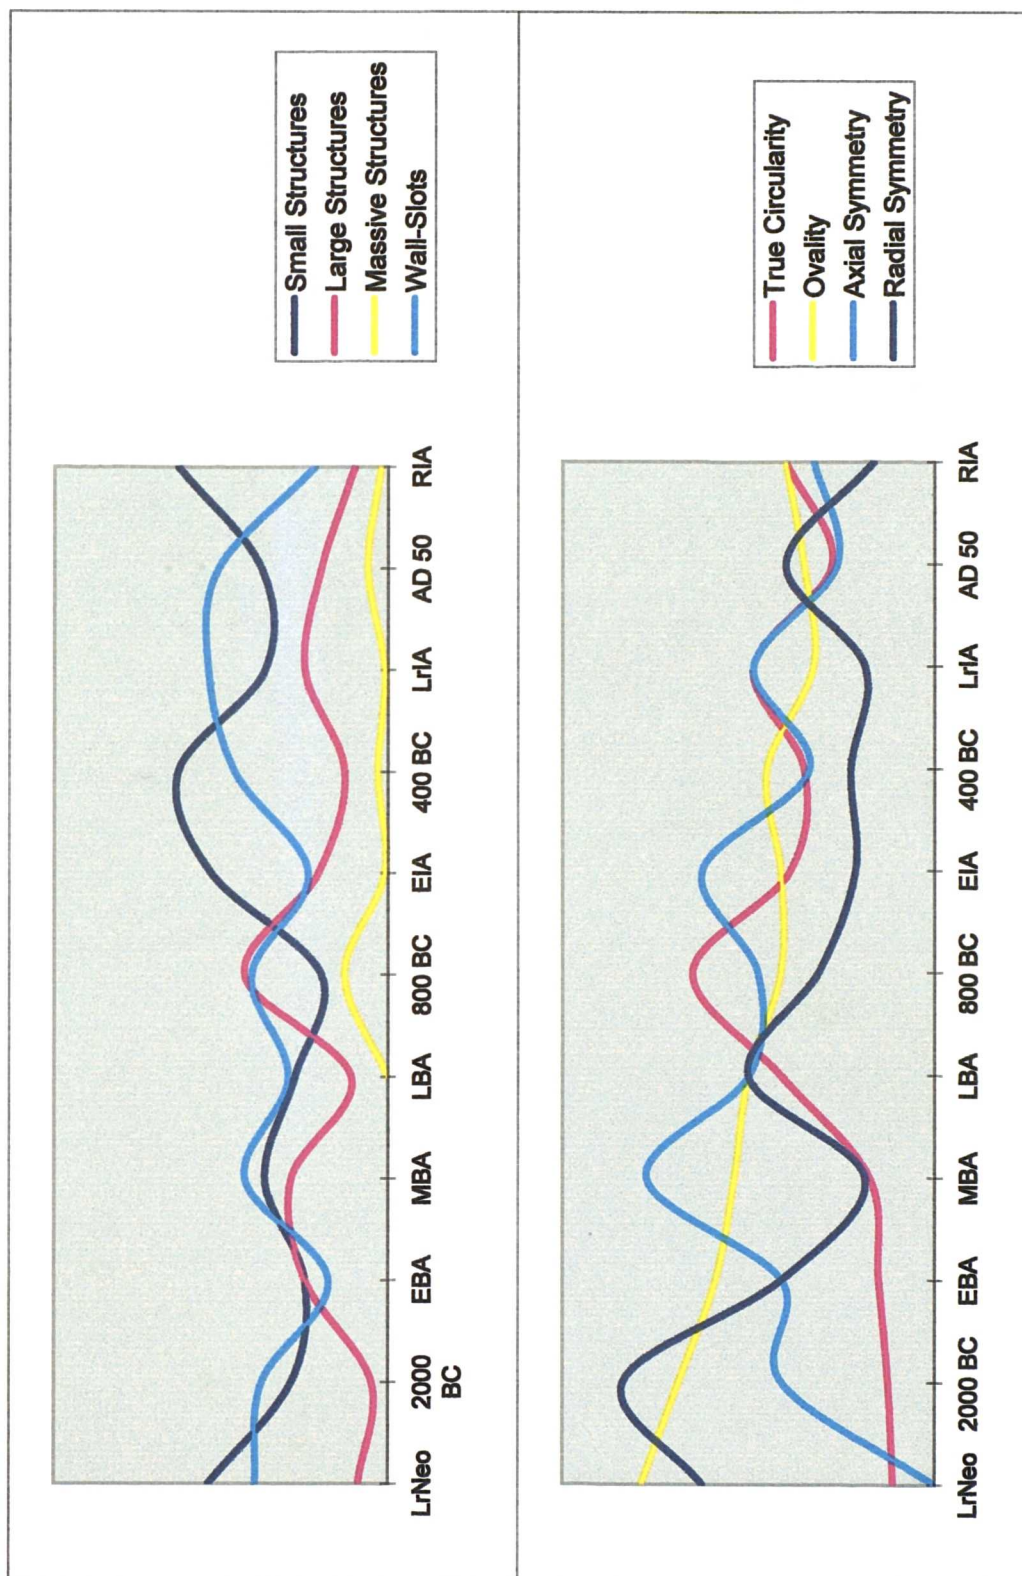 Small Structures
Large Structures
Massive Structures
Wall-Slots
LrNeo
2000
BC
EBA
MBA
LBA
800 BC
EIA
400 BC
LrIA
AD 50
RIA
True Circularity
Ovality
Axial Symmetry
Radial Symmetry
LrNeo
2000 BC
EBA
MBA
LBA
800 BC
EIA
400 BC
LrIA
AD 50
RIA